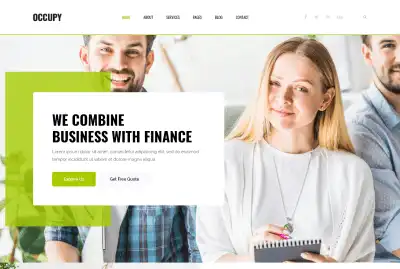 OCCUPY
HOME ABOUT SERVICES PAGES BLOG CONTACT
WE COMBINE
BUSINESS WITH FINANCE
Lorem ipsum dolor sit amet, consectetur adipisicing elit, sed do eiusmod
tempor incididunt ut labore et dolore magna aliqua.
Explore Us Get Free Quote